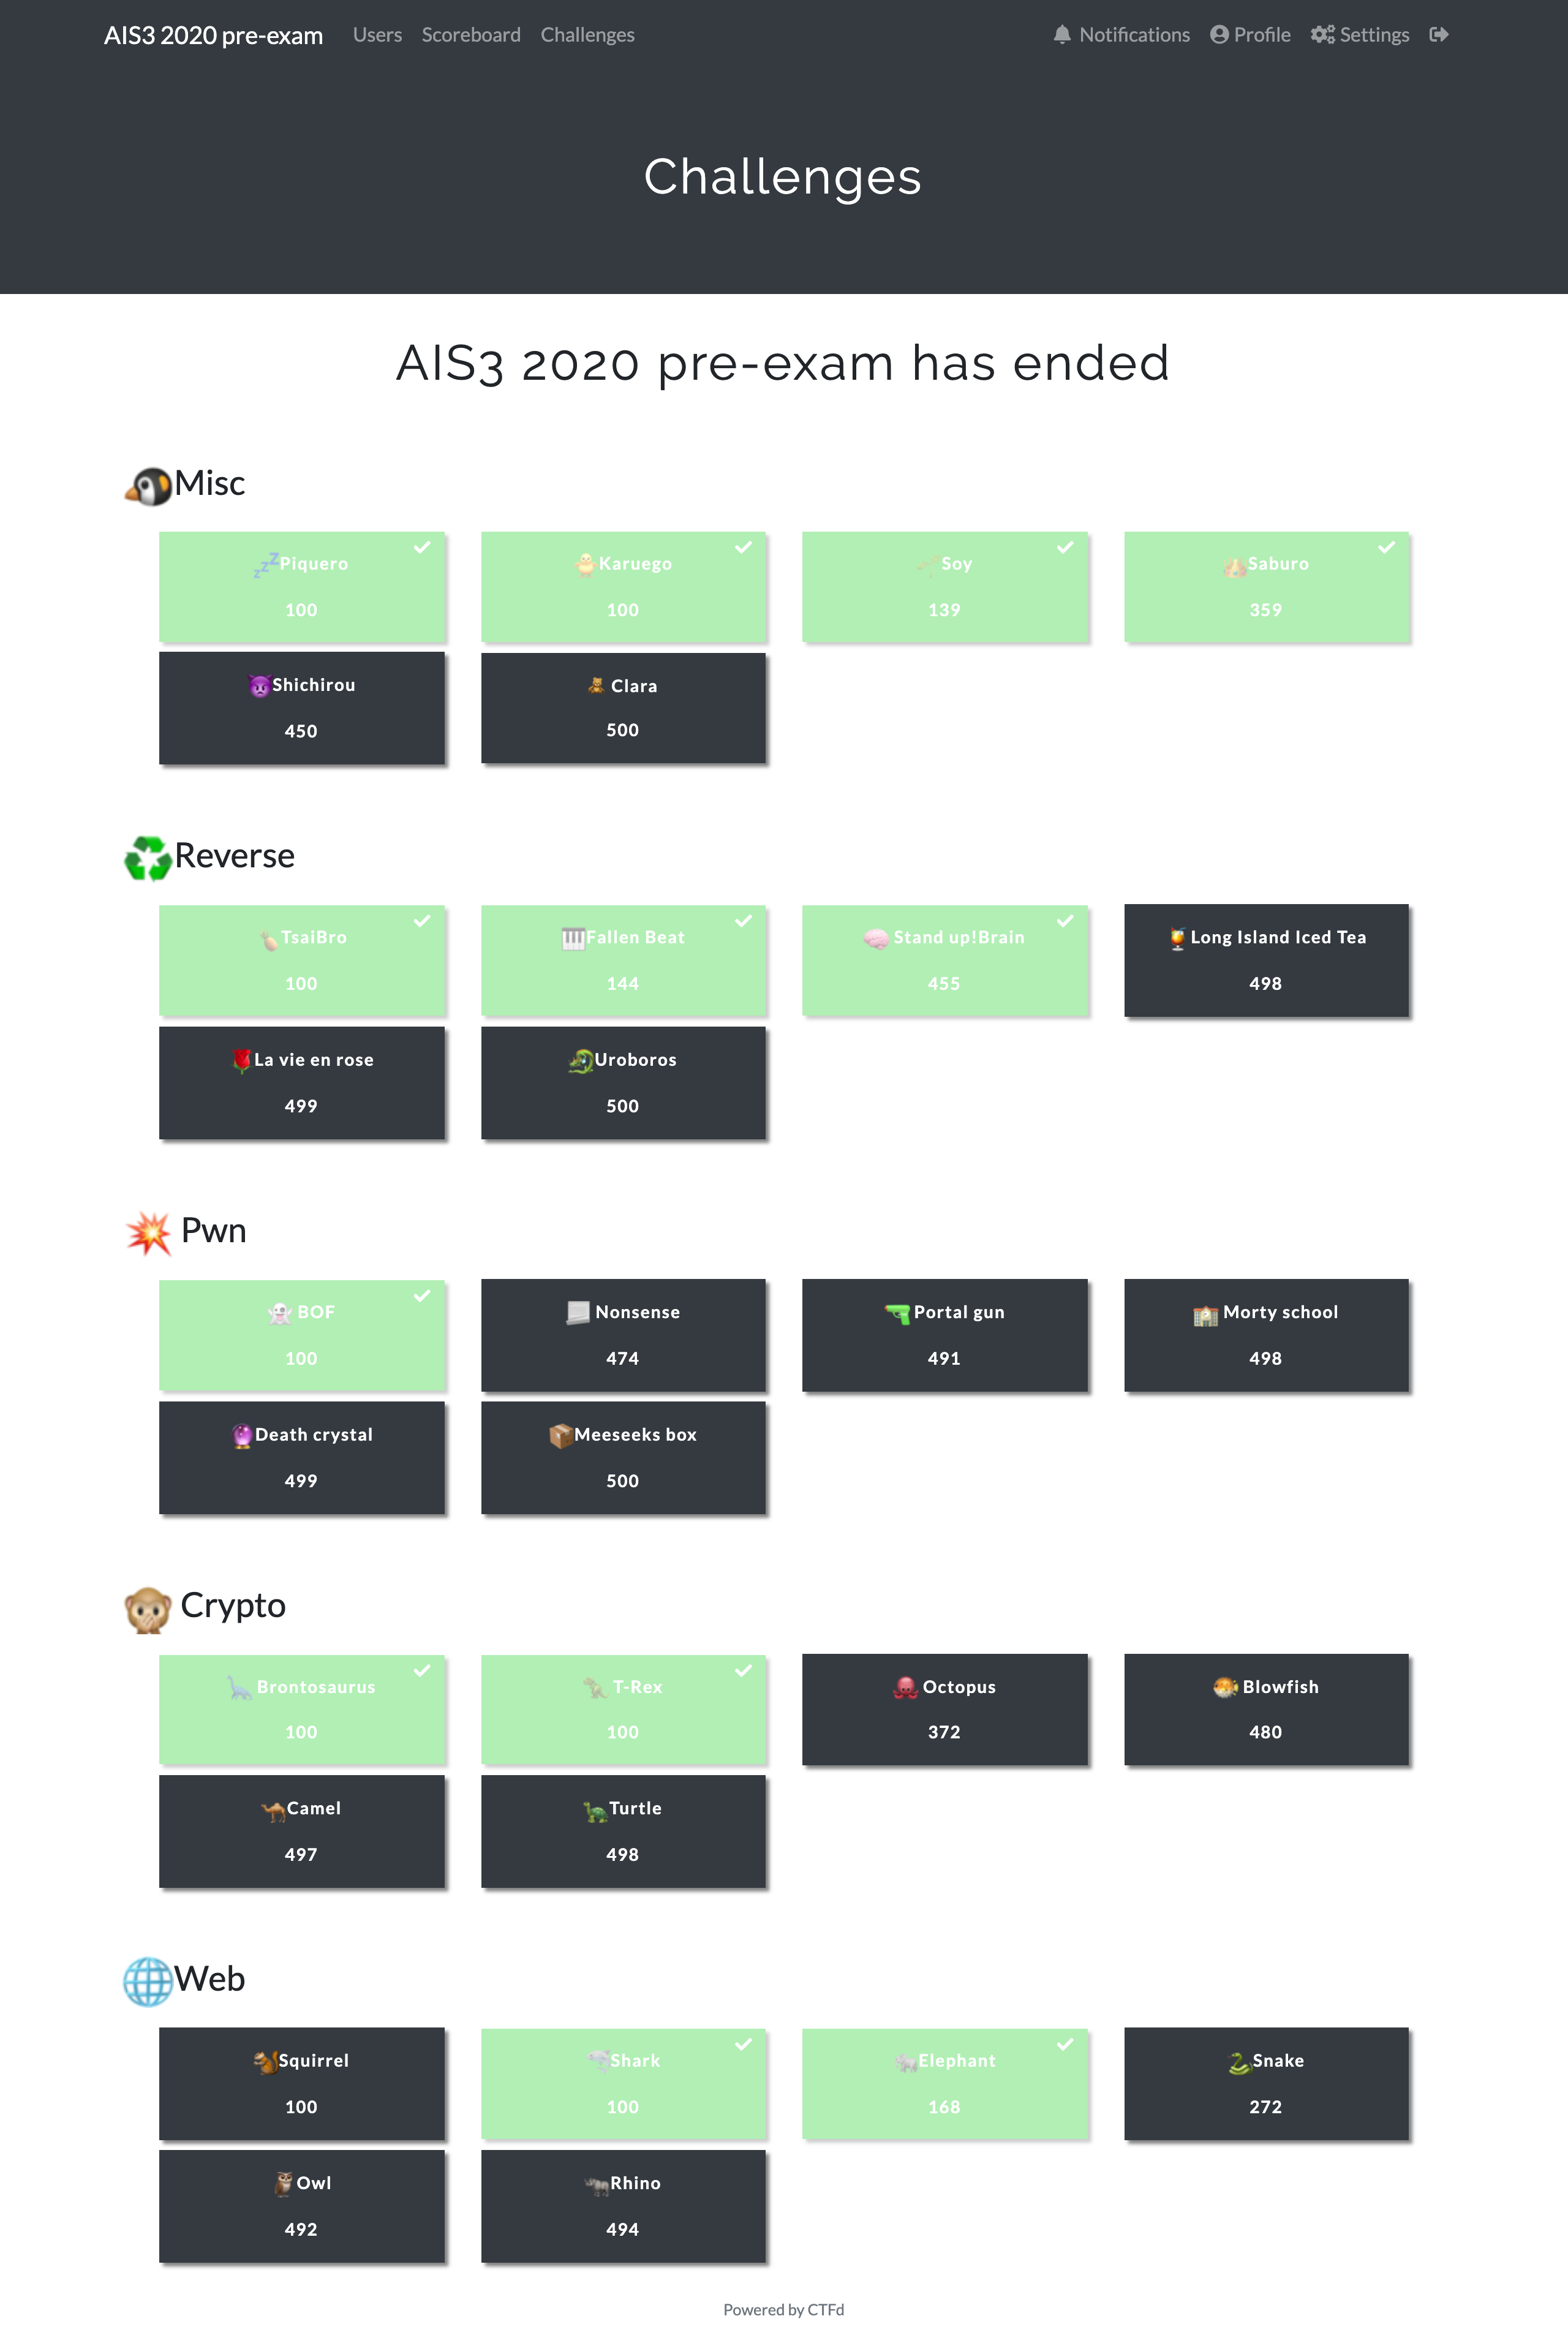 AIS3 2020 pre-exam Users Scoreboard Challenges Notifications Profile Settings
Challenges
AIS3 2020 pre-exam has ended
Misc
Piquero Karuego Soy Saburo
100 100 139 359
Shichirou Clara
450 500
Reverse
TsaiBro Fallen Beat Stand up!Brain Long Island Iced Tea
100 144 455 498
La vie en rose Uroboros
499 500
Pwn
BOF Nonsense Portal gun Morty school
100 474 491 498
Death crystal Meeseeks box
499 500
Crypto
Brontosaurus T-Rex Octopus Blowfish
100 100 372 480
Camel Turtle
497 498
Web
Squirrel Shark Elephant Snake
100 100 168 272
Owl Rhino
492 494
Powered by CTFd